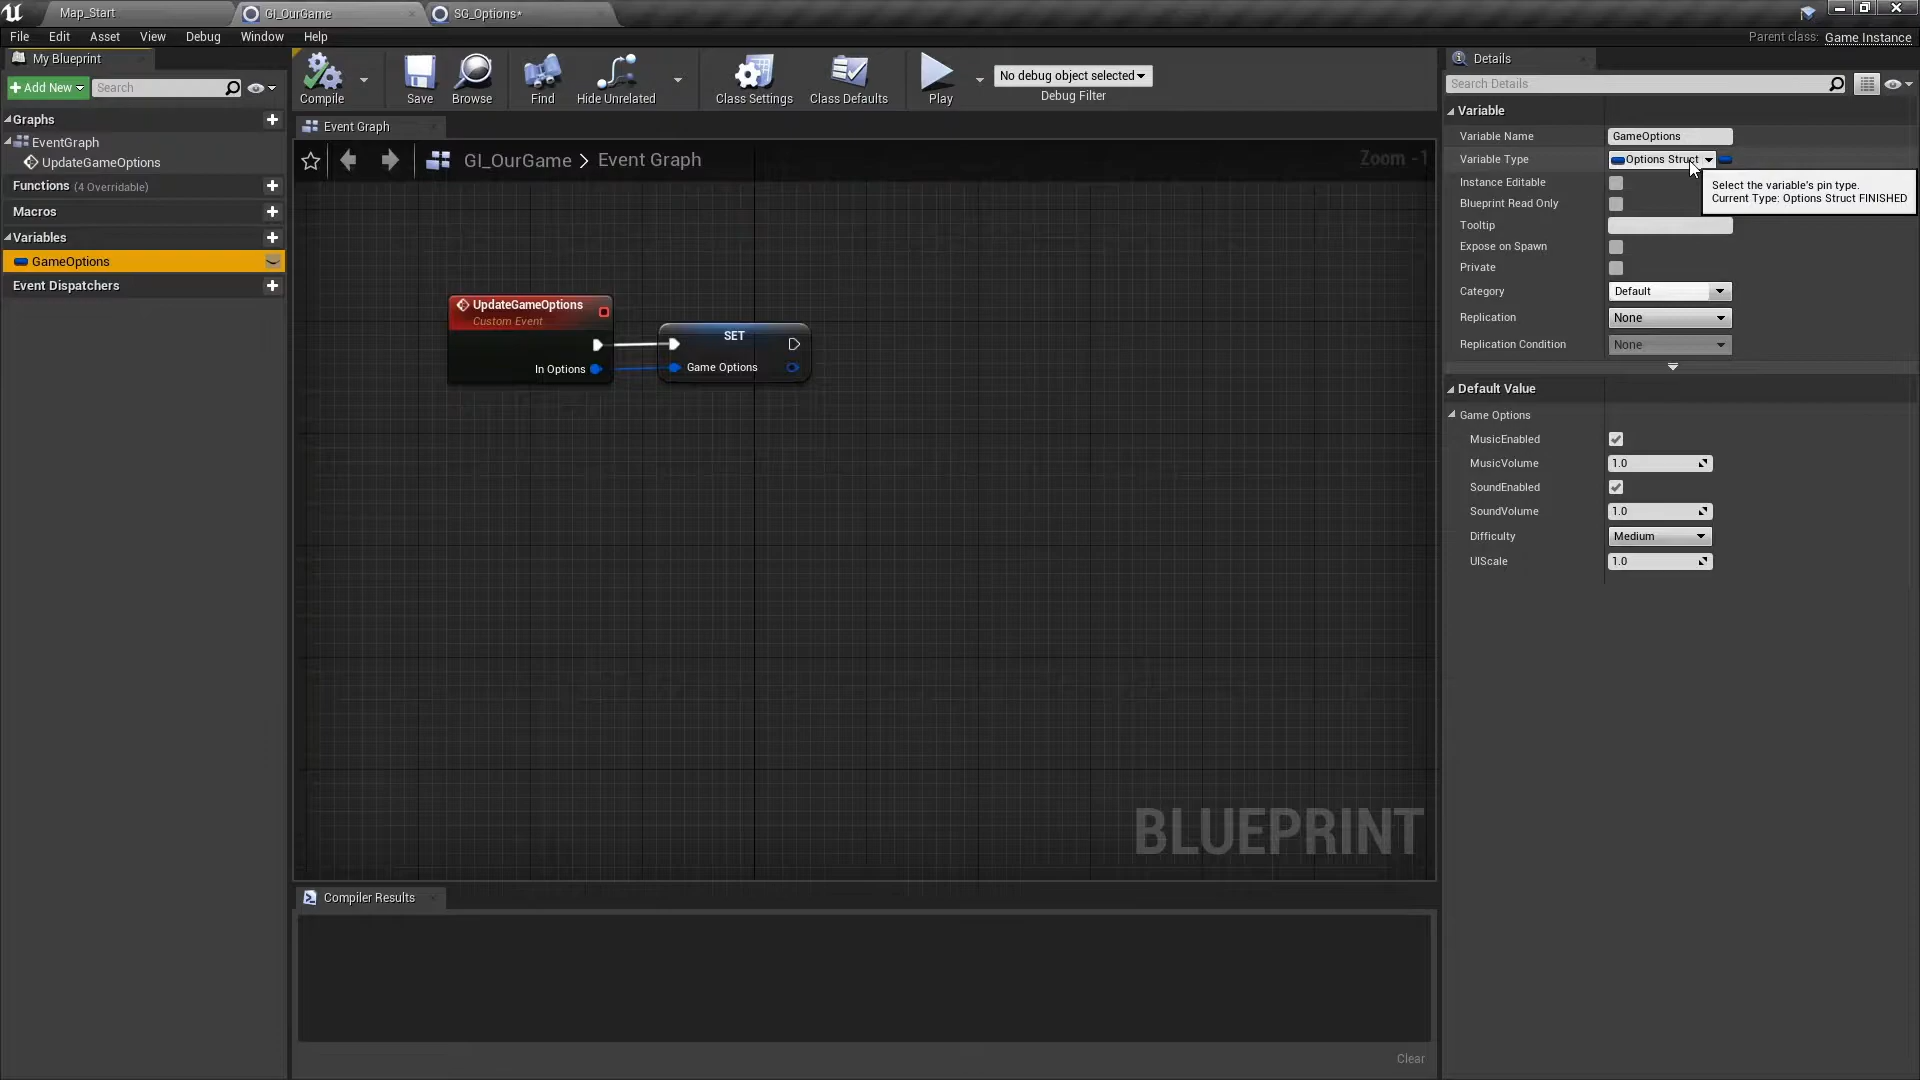 Map_Start
GI_OurGame
SG_Options*
File Edit Asset View Debug Window Help
Parent class: Game Instance
My Blueprint
Add New
Search
Graphs
EventGraph
UpdateGameOptions
Functions (4 Overridable)
Macros
Variables
GameOptions
Event Dispatchers
Compile
Save
Browse
Find
Hide Unrelated
Class Settings
Class Defaults
Play
No debug object selected
Debug Filter
Event Graph
GI_OurGame > Event Graph
Zoom -1
UpdateGameOptions
Custom Event
In Options
SET
Game Options
BLUEPRINT
Compiler Results
Clear
Details
Search Details
Variable
Variable Name GameOptions
Variable Type Options Struct
Instance Editable
Blueprint Read Only
Tooltip
Expose on Spawn
Private
Category Default
Replication None
Replication Condition None
Select the variable's pin type.
Current Type: Options Struct FINISHED
Default Value
Game Options
MusicEnabled
MusicVolume 1.0
SoundEnabled
SoundVolume 1.0
Difficulty Medium
UIScale 1.0